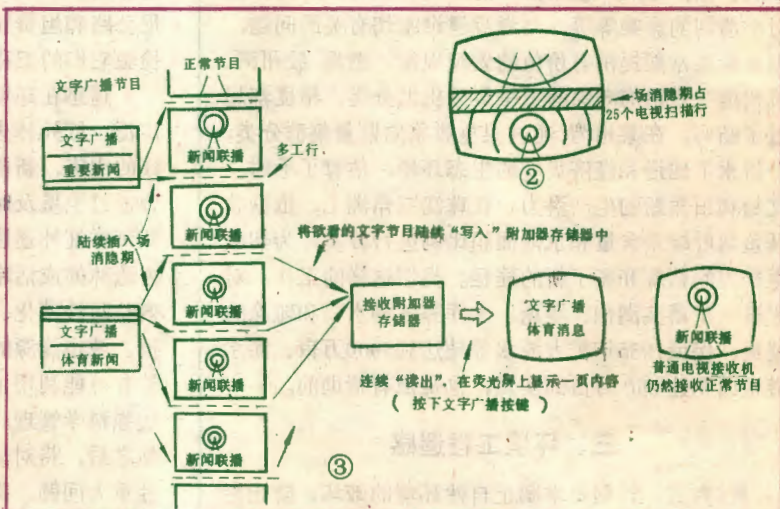 文字广播节目
正常节目
文字广播
重要新闻
新闻联播
多工行
新闻联播
陆续插入场
消隐期
新闻联播
文字广播
体育新闻
新闻联播
新闻联播
③
一场消隐期占
25个电视扫描行
②
将欲看的文字节目陆续“写入”附加器存储器中
接收附加器
存储器
文字广播
体育消息
新闻联播
普通电视接收机
仍然接收正常节目
连续“读出”，在荧光屏上显示一页内容
（按下文字广播按键）